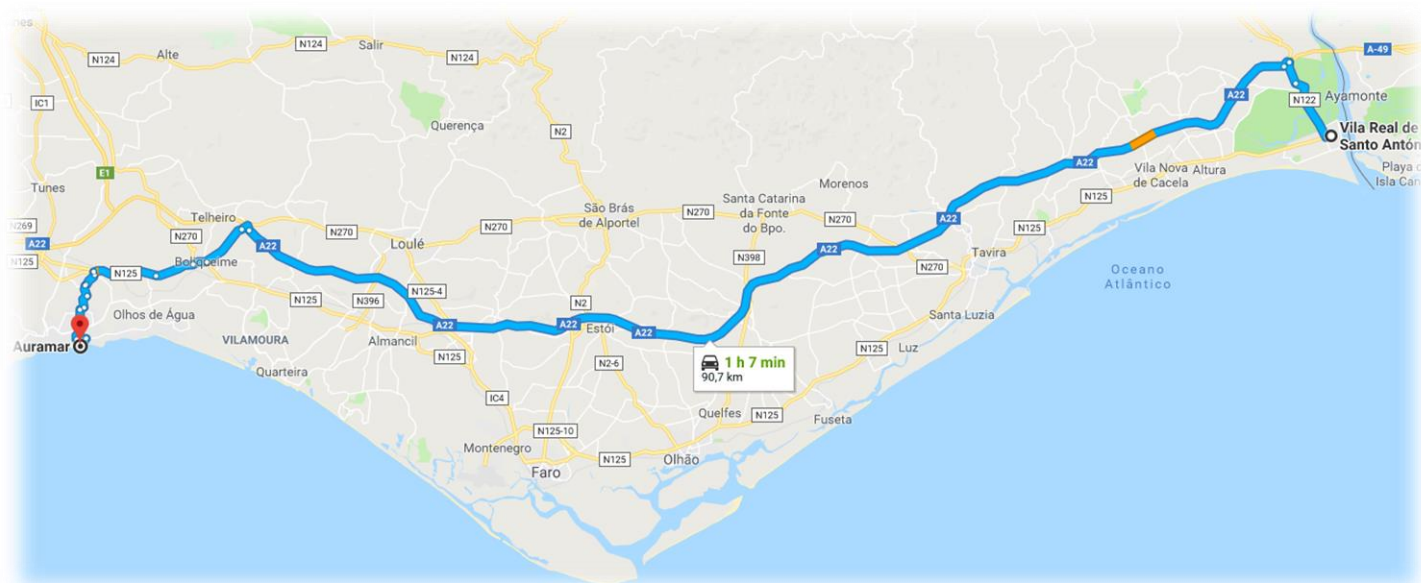 N124
Alte
N124
Salir
N124
A-49
IC1
Querença
N2
A22
N122
Ayamonte
Vila Real de
Santo Antón
E1
A22
Tunes
Morenos
Vila Nova
de Cacela
Altura
Playa
Isla Can
Telheiro
São Brás
de Alportel
Santa Catarina
da Fonte
do Bpo.
N125
N269
N270
N270
N270
N270
A22
N125
A22
A22
Loulé
A22
N125
N125
Boliqueime
N398
N270
Tavira
Oceano
Atlântico
N125
N396
N125-4
Olhos de Água
N2
Santa Luzia
Auramar
VILAMOURA
Almancil
A22
A22
Estói
A22
N125
N125
Luz
Quarteira
N2-6
1 h 7 min
90,7 km
IC4
Quelfes
N125
Fuseta
N125-10
Montenegro
N125
Olhão
Faro